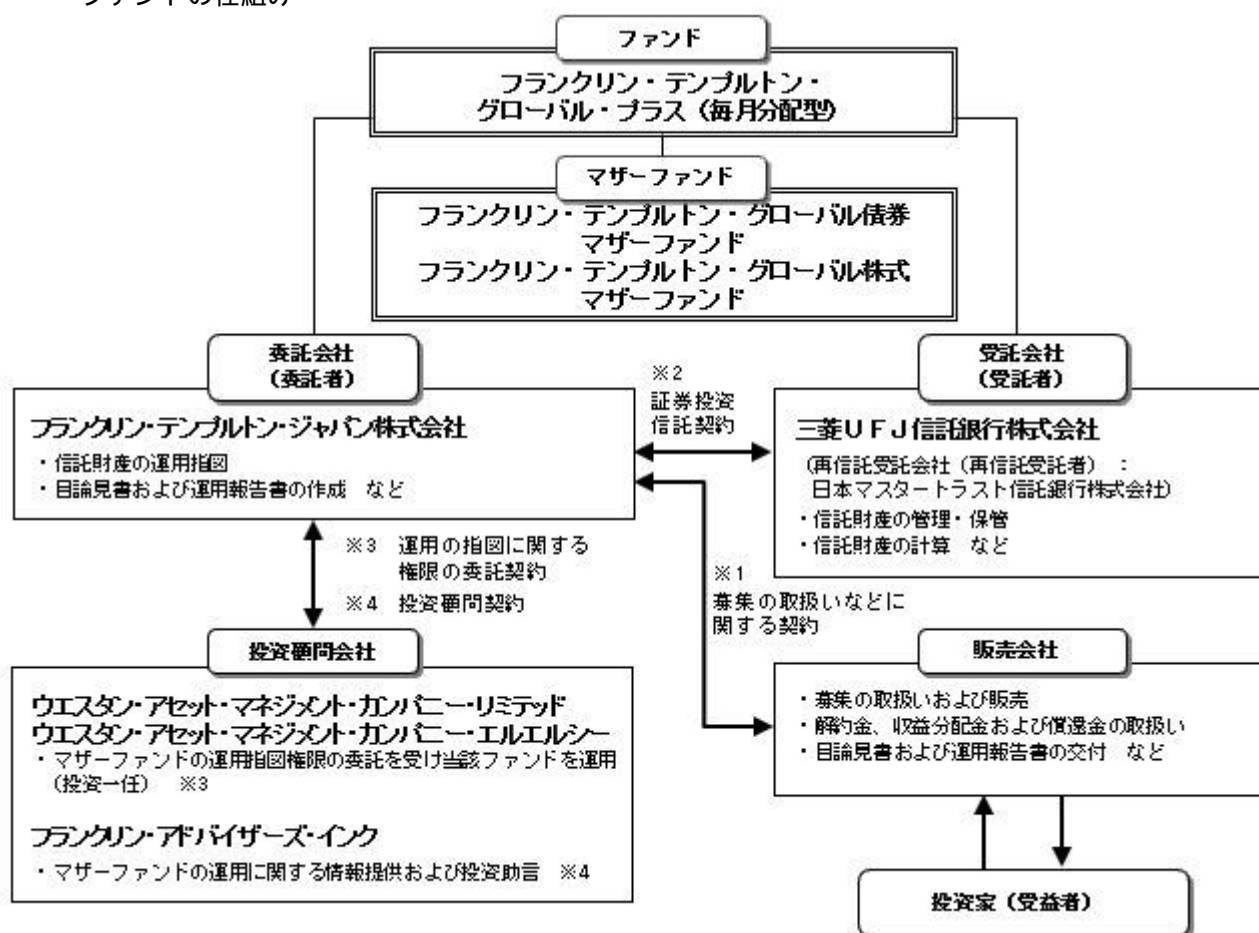 ファンドの仕組み
ファンド
フランクリン・テンプルトン・
グローバル・プラス（毎月分配型）
マザーファンド
フランクリン・テンプルトン・グローバル債券
マザーファンド
フランクリン・テンプルトン・グローバル株式
マザーファンド
委託会社
（委託者）
フランクリン・テンプルトン・ジャパン株式会社
・信託財産の運用指図
・目論見書および運用報告書の作成　など
※2
証券投資
信託契約
受託会社
（受託者）
三菱ＵＦＪ信託銀行株式会社
（再信託受託会社（再信託受託者）：
日本マスタートラスト信託銀行株式会社）
・信託財産の管理・保管
・信託財産の計算　など
※3　運用の指図に関する
権限の委託契約
※4　投資顧問契約
※1
募集の取扱いなどに
関する契約
投資顧問会社
ウエスタン・アセット・マネジメント・カンパニー・リミテッド
ウエスタン・アセット・マネジメント・カンパニー・エルエルシー
・マザーファンドの運用指図権限の委託を受け当該ファンドを運用
（投資一任）　※3
フランクリン・アドバイザーズ・インク
・マザーファンドの運用に関する情報提供および投資助言　※4
販売会社
・募集の取扱いおよび販売
・解約金、収益分配金および償還金の取扱い
・目論見書および運用報告書の交付　など
投資家（受益者）